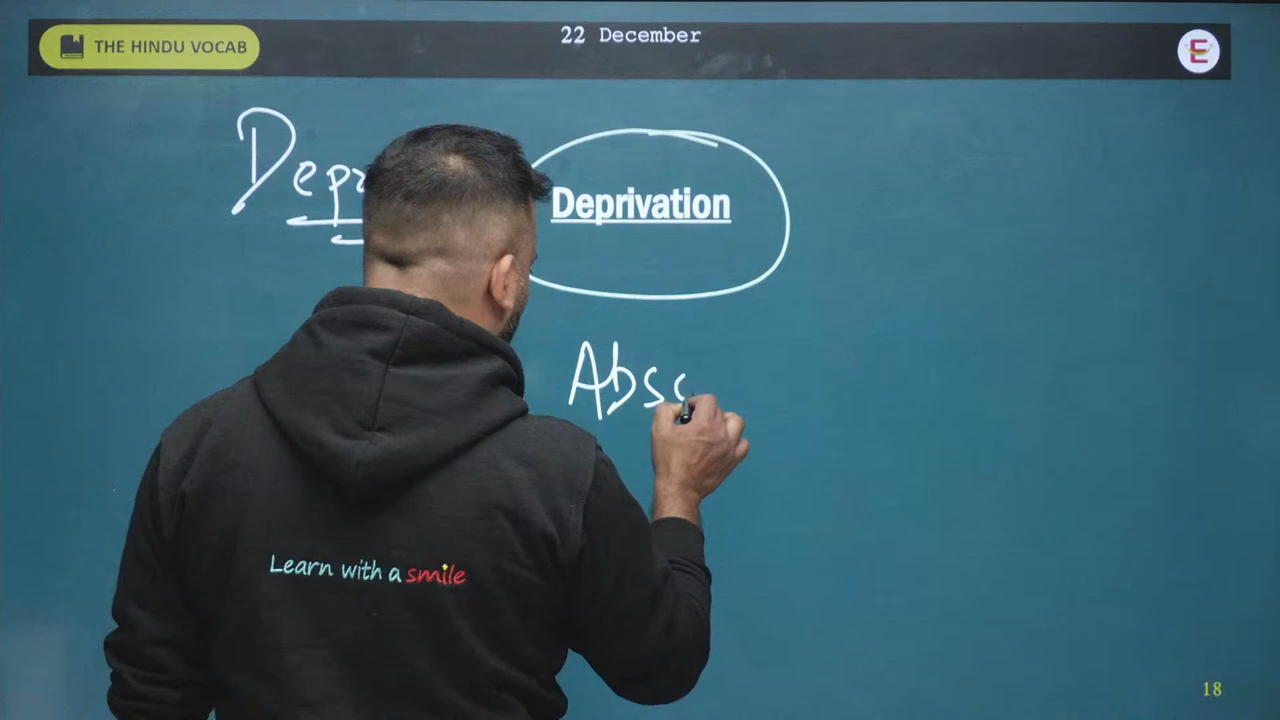 THE HINDU VOCAB
22 December
E
Deprivation
Learn with a smile
18